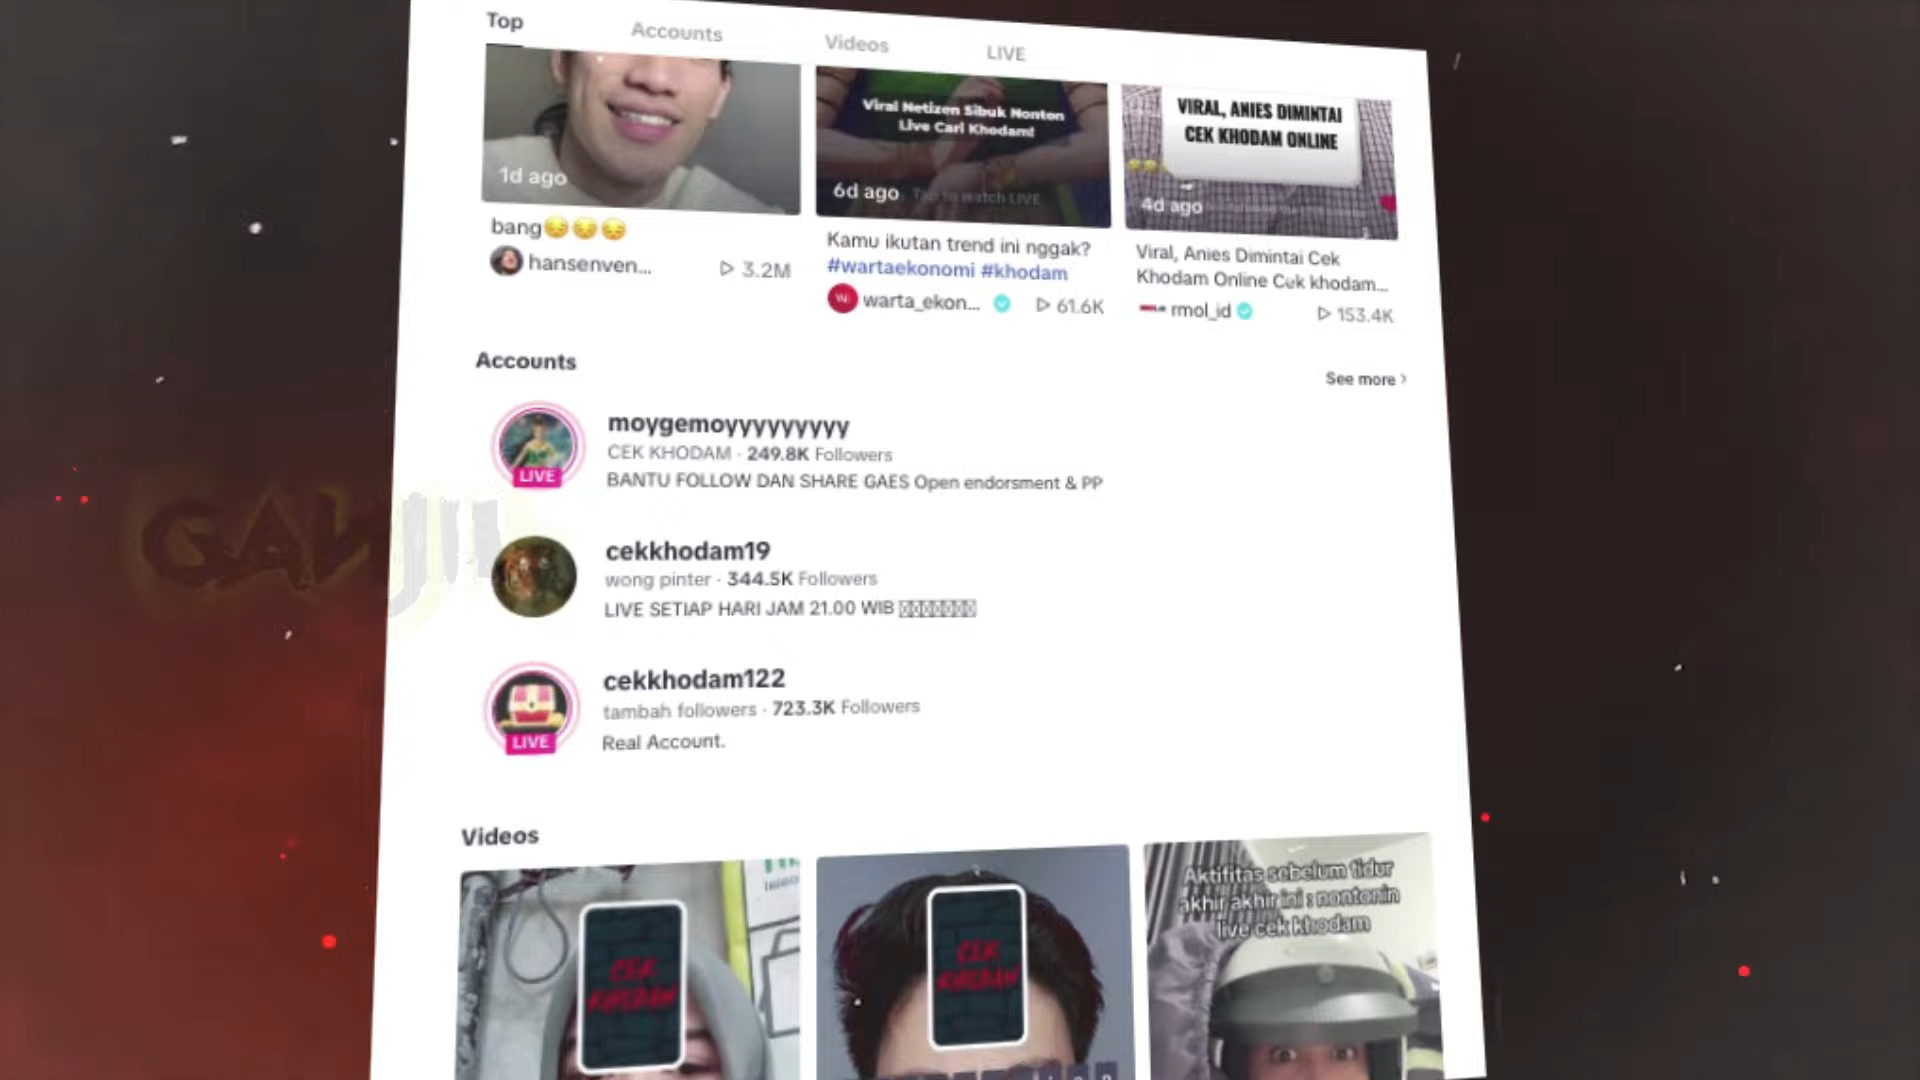 Top
Accounts
Videos
LIVE
Viral Netizen Sibuk Nonton
Live Cari Khodam!
VIRAL, ANIES DIMINTAI
CEK KHODAM ONLINE
1d ago
6d ago
Tap to watch LIVE
4d ago
bang😔😔😔
hansenven...
3.2M
Kamu ikutan trend ini nggak?
#wartaekonomi #khodam
warta_ekon...
61.6K
Viral, Anies Dimintai Cek
Khodam Online Cek khodam...
rmol_id
153.4K
Accounts
See more
moygemoyyyyyyyyy
CEK KHODAM · 249.8K Followers
BANTU FOLLOW DAN SHARE GAES Open endorsment & PP
LIVE
GANJIL
cekkhodam19
wong pinter · 344.5K Followers
LIVE SETIAP HARI JAM 21.00 WIB
cekkhodam122
tambah followers · 723.3K Followers
Real Account.
LIVE
Videos
CEK
KHODAM
CEK
KHODAM
Aktifitas sebelum tidur
akhir akhir ini : nontonin
live cek khodam